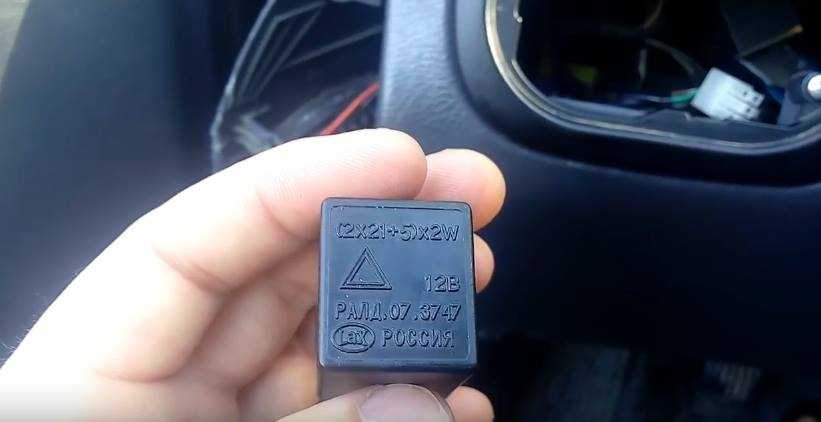 (2x21+5)x2W
12В
РАЛД.07.3747
Lax РОССИЯ